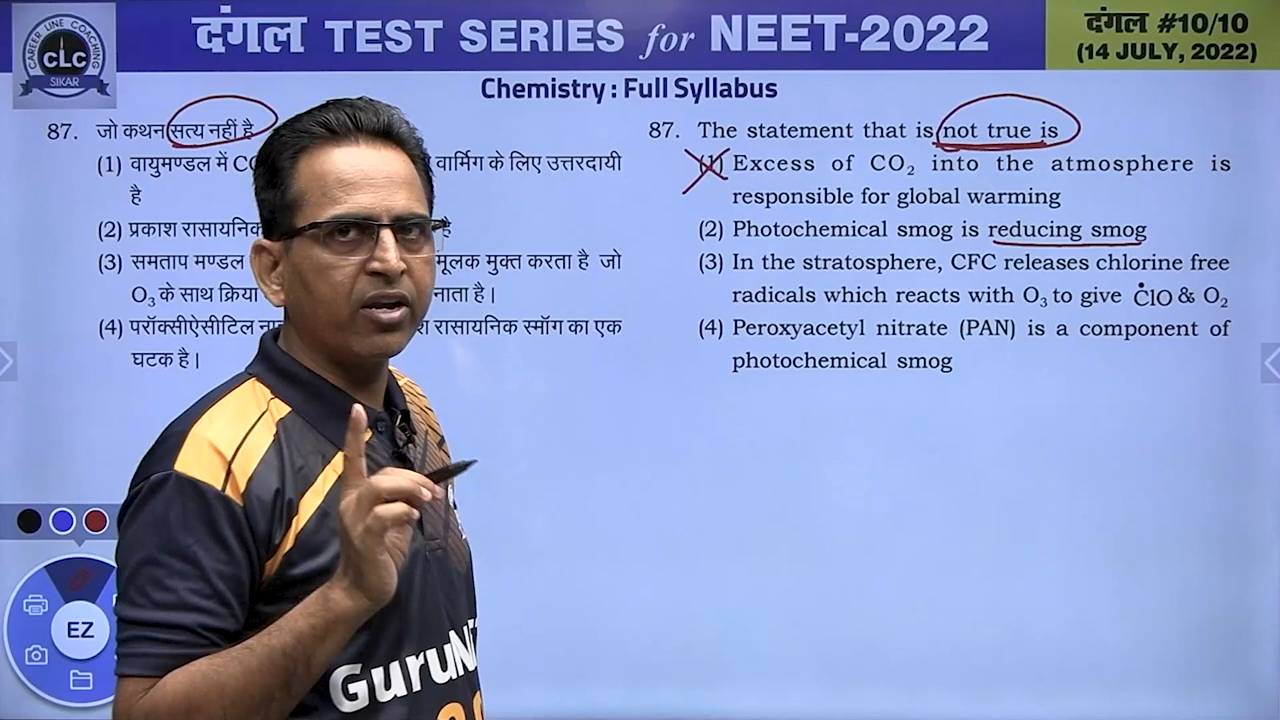 दंगल TEST SERIES for NEET-2022
दंगल #10/10
(14 JULY, 2022)
CAREER LINE COACHING
CLC
SIKAR
Chemistry : Full Syllabus
87. जो कथन सत्य नहीं है
(1) वायुमण्डल में वार्मिंग के लिए उत्तरदायी
है
(2) प्रकाश रासायनिक है
(3) समताप मण्डल मूलक मुक्त करता है जो
O₃ के साथ क्रिया
(4) परॉक्सीऐसीटिल रासायनिक स्मॉग का एक
घटक है।
87. The statement that is not true is
(1) Excess of CO₂ into the atmosphere is
responsible for global warming
(2) Photochemical smog is reducing smog
(3) In the stratosphere, CFC releases chlorine free
radicals which reacts with O₃ to give ĊlO & O₂
(4) Peroxyacetyl nitrate (PAN) is a component of
photochemical smog
EZ